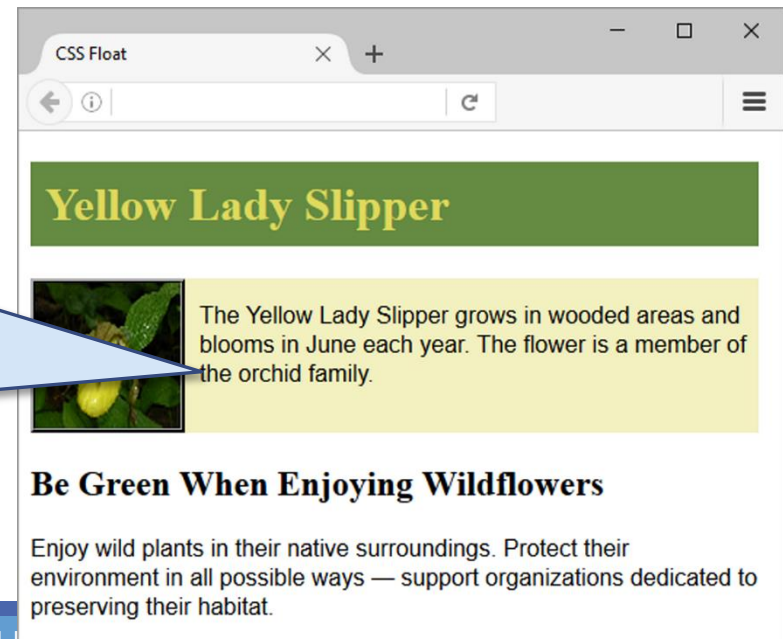 CSS Float
Yellow Lady Slipper
The Yellow Lady Slipper grows in wooded areas and
blooms in June each year. The flower is a member of
the orchid family.
Be Green When Enjoying Wildflowers
Enjoy wild plants in their native surroundings. Protect their
environment in all possible ways — support organizations dedicated to
preserving their habitat.